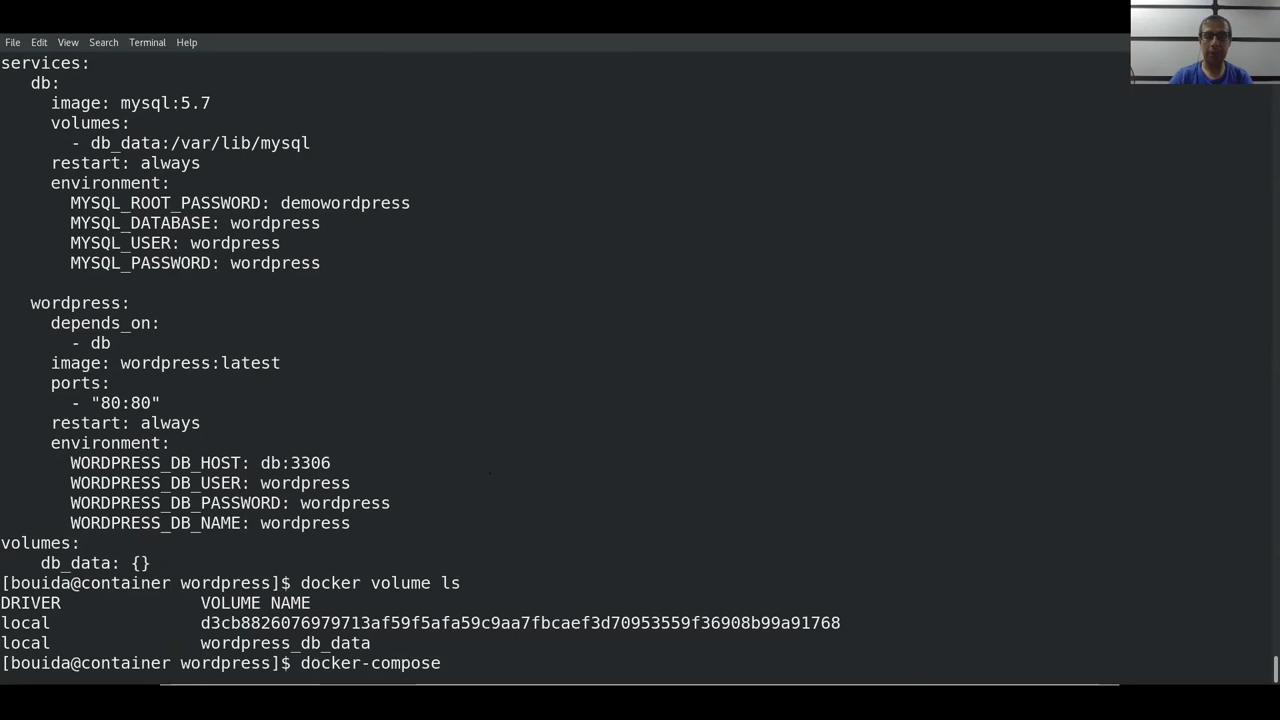 File Edit View Search Terminal Help
services:
db:
image: mysql:5.7
volumes:
- db_data:/var/lib/mysql
restart: always
environment:
MYSQL_ROOT_PASSWORD: demowordpress
MYSQL_DATABASE: wordpress
MYSQL_USER: wordpress
MYSQL_PASSWORD: wordpress
wordpress:
depends_on:
- db
image: wordpress:latest
ports:
- "80:80"
restart: always
environment:
WORDPRESS_DB_HOST: db:3306
WORDPRESS_DB_USER: wordpress
WORDPRESS_DB_PASSWORD: wordpress
WORDPRESS_DB_NAME: wordpress
volumes:
db_data: {}
[bouida@container wordpress]$ docker volume ls
DRIVER VOLUME NAME
local d3cb8826076979713af59f5afa59c9aa7fbcaef3d70953559f36908b99a91768
local wordpress_db_data
[bouida@container wordpress]$ docker-compose